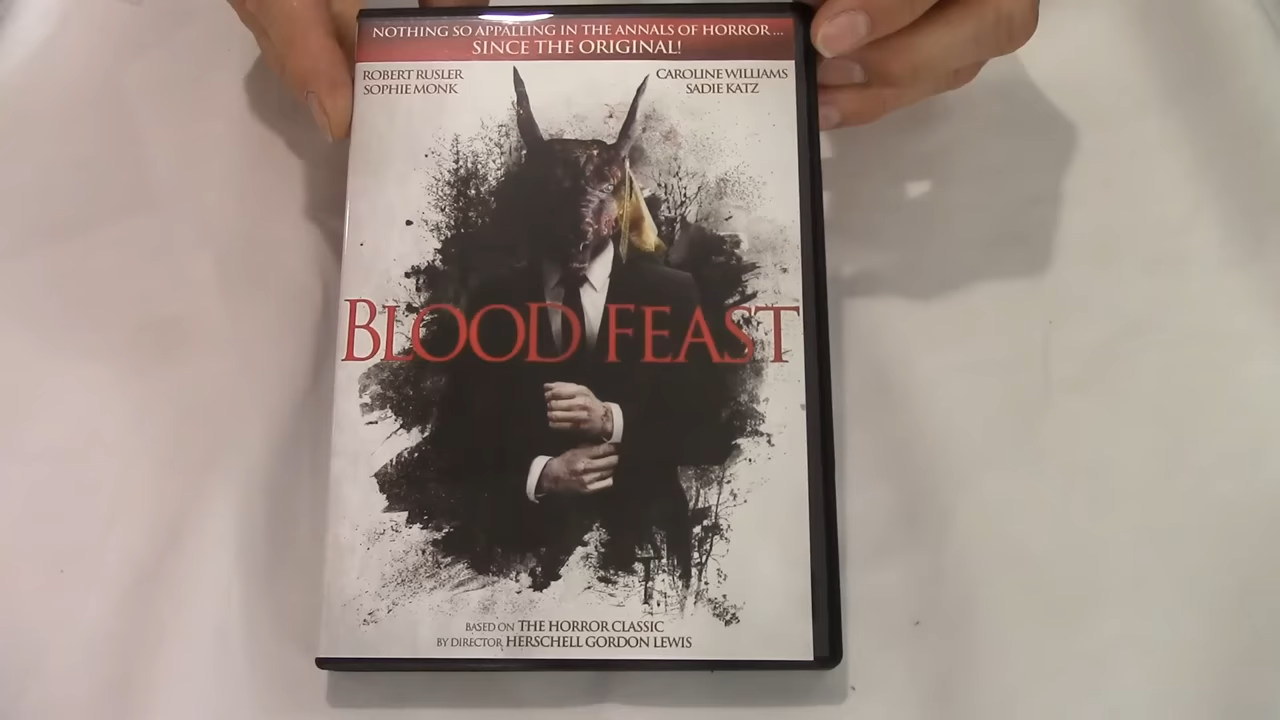 NOTHING SO APPALLING IN THE ANNALS OF HORROR...
SINCE THE ORIGINAL!
ROBERT RUSLER
SOPHIE MONK
CAROLINE WILLIAMS
SADIE KATZ
BLOOD FEAST
BASED ON THE HORROR CLASSIC
BY DIRECTOR HERSCHELL GORDON LEWIS